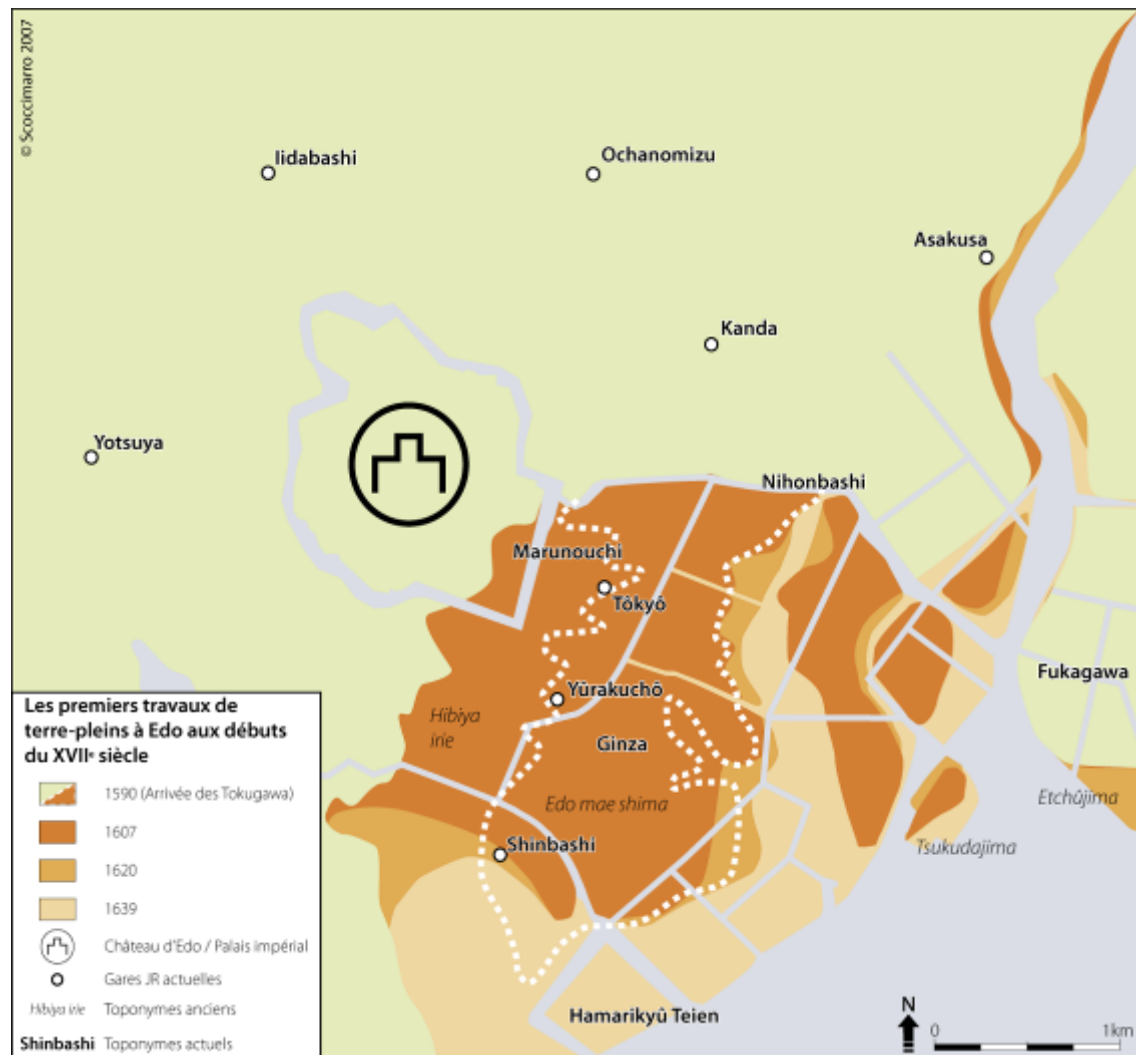 © Scoccimarro 2007
Iidabashi
Ochanomizu
Asakusa
Kanda
Yotsuya
Nihonbashi
Marunouchi
Tôkyô
Fukagawa
Yûrakuchô
Hibiya
irie
Ginza
Edo mae shima
Etchûjima
Shinbashi
Tsukudajima
Hamarikyû Teien
N
0 1km
Les premiers travaux de
terre-pleins à Edo aux débuts
du XVIIe siècle
1590 (Arrivée des Tokugawa)
1607
1620
1639
Château d'Edo / Palais impérial
Gares JR actuelles
Hibiya irie Toponymes anciens
Shinbashi Toponymes actuels